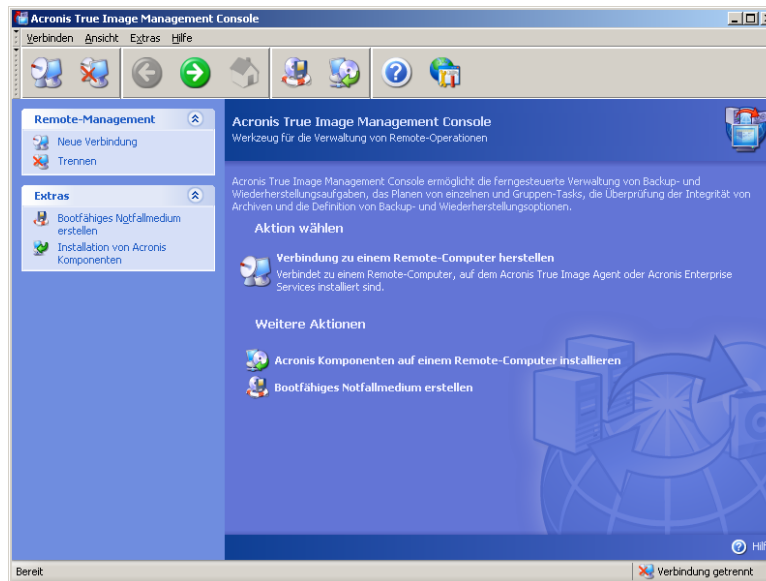 Acronis True Image Management Console
Verbinden Ansicht Extras Hilfe
Remote-Management
Neue Verbindung
Trennen
Extras
Bootfähiges Notfallmedium
erstellen
Installation von Acronis
Komponenten
Acronis True Image Management Console
Werkzeug für die Verwaltung von Remote-Operationen
Acronis True Image Management Console ermöglicht die ferngesteuerte Verwaltung von Backup- und
Wiederherstellungsaufgaben, das Planen von einzelnen und Gruppen-Tasks, die Überprüfung der Integrität von
Archiven und die Definition von Backup- und Wiederherstellungsoptionen.
Aktion wählen
Verbindung zu einem Remote-Computer herstellen
Verbindet zu einem Remote-Computer, auf dem Acronis True Image Agent oder Acronis Enterprise
Services installiert sind.
Weitere Aktionen
Acronis Komponenten auf einem Remote-Computer installieren
Bootfähiges Notfallmedium erstellen
Bereit
Verbindung getrennt